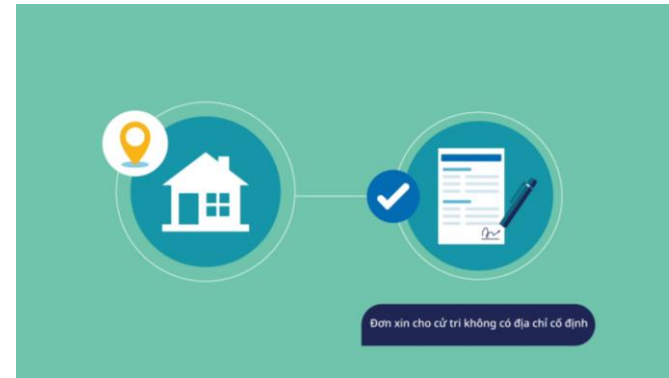 Đơn xin cho cử tri không có địa chỉ cố định